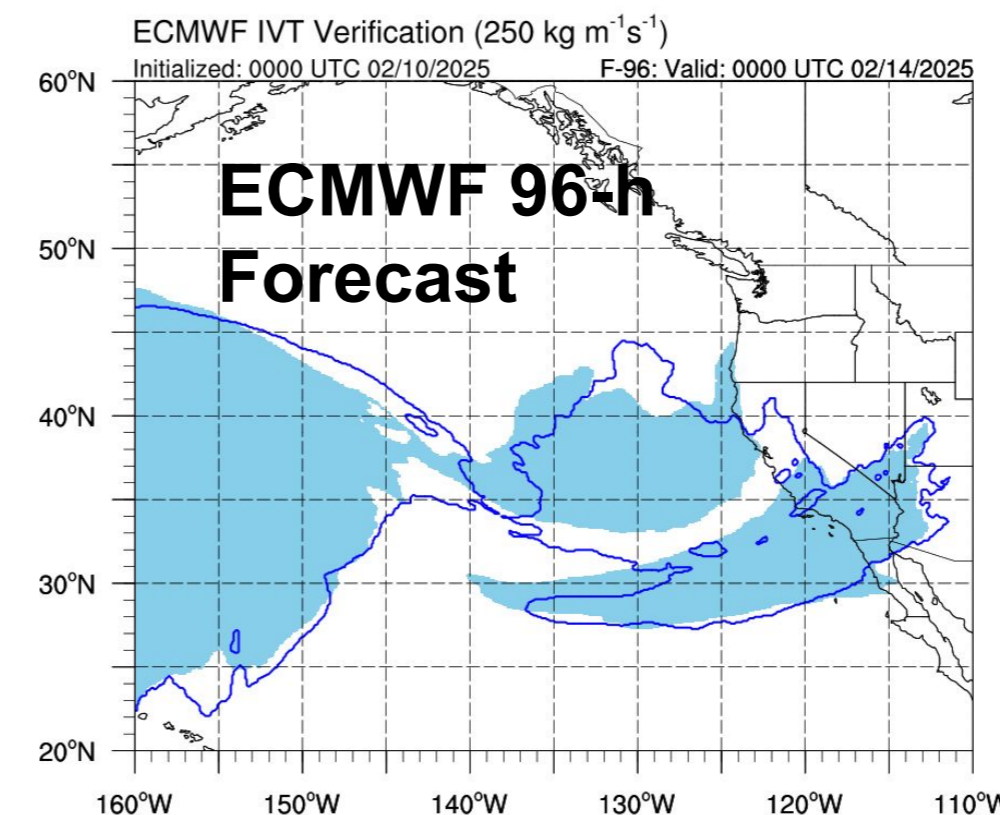 ECMWF IVT Verification (250 kg m⁻¹s⁻¹)
Initialized: 0000 UTC 02/10/2025 F-96: Valid: 0000 UTC 02/14/2025
60°N
ECMWF 96-h
50°N
Forecast
40°N
30°N
20°N
160°W 150°W 140°W 130°W 120°W 110°W